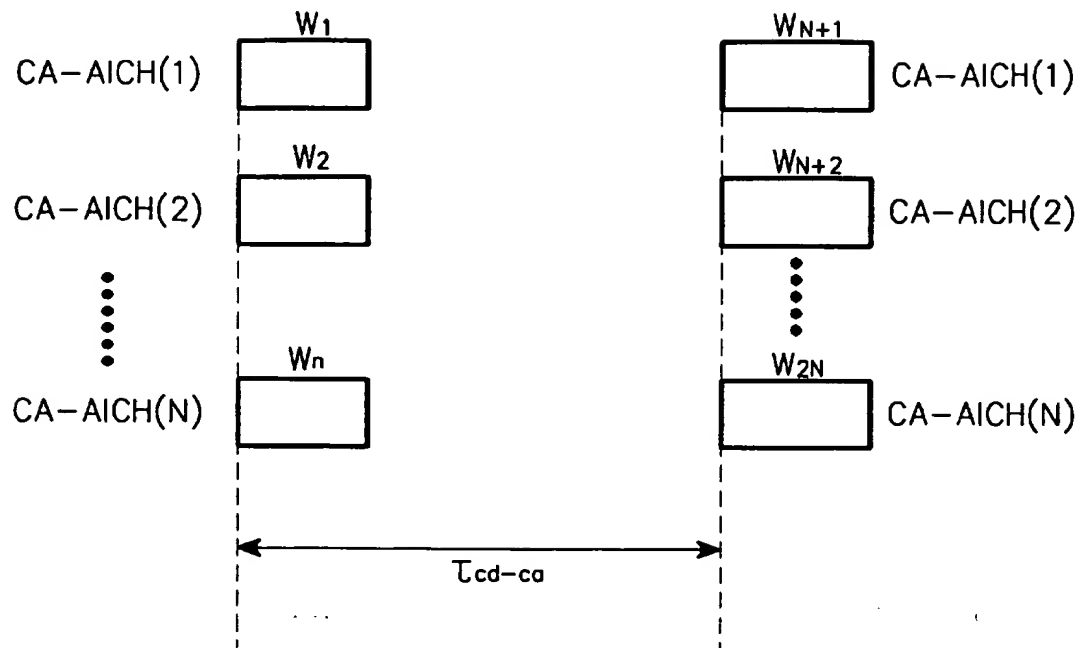 W1 WN+1
CA-AICH(1) CA-AICH(1)
W2 WN+2
CA-AICH(2) CA-AICH(2)
Wn W2N
CA-AICH(N) CA-AICH(N)
τcd-ca